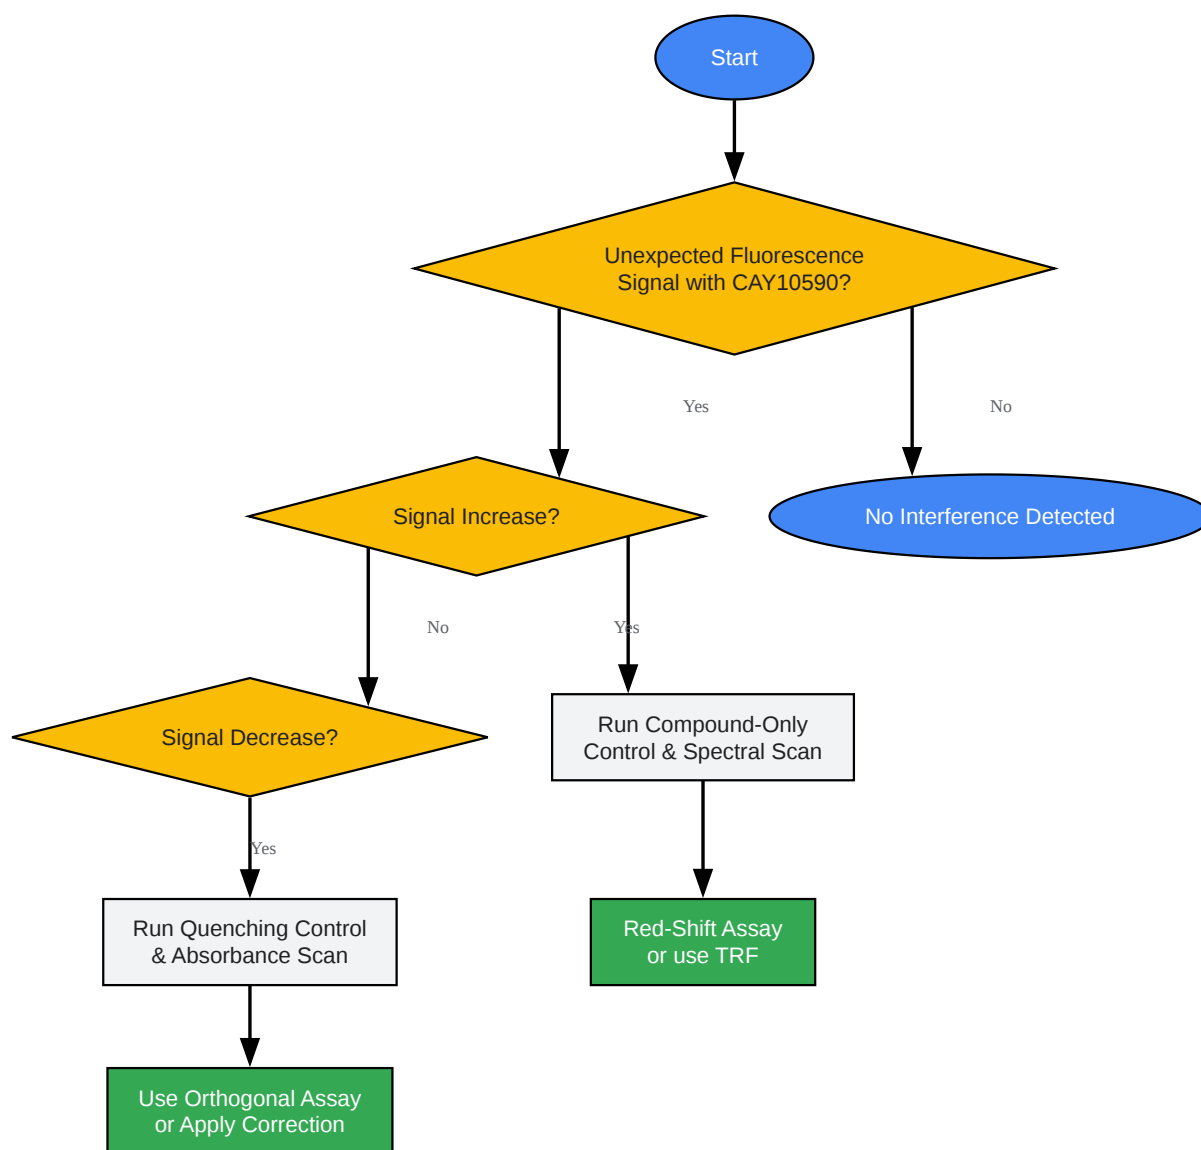 Start
Unexpected Fluorescence
Signal with CAY10590?
Yes
No
Signal Increase?
No Interference Detected
No
Yes
Signal Decrease?
Run Compound-Only
Control & Spectral Scan
Yes
Run Quenching Control
& Absorbance Scan
Red-Shift Assay
or use TRF
Use Orthogonal Assay
or Apply Correction